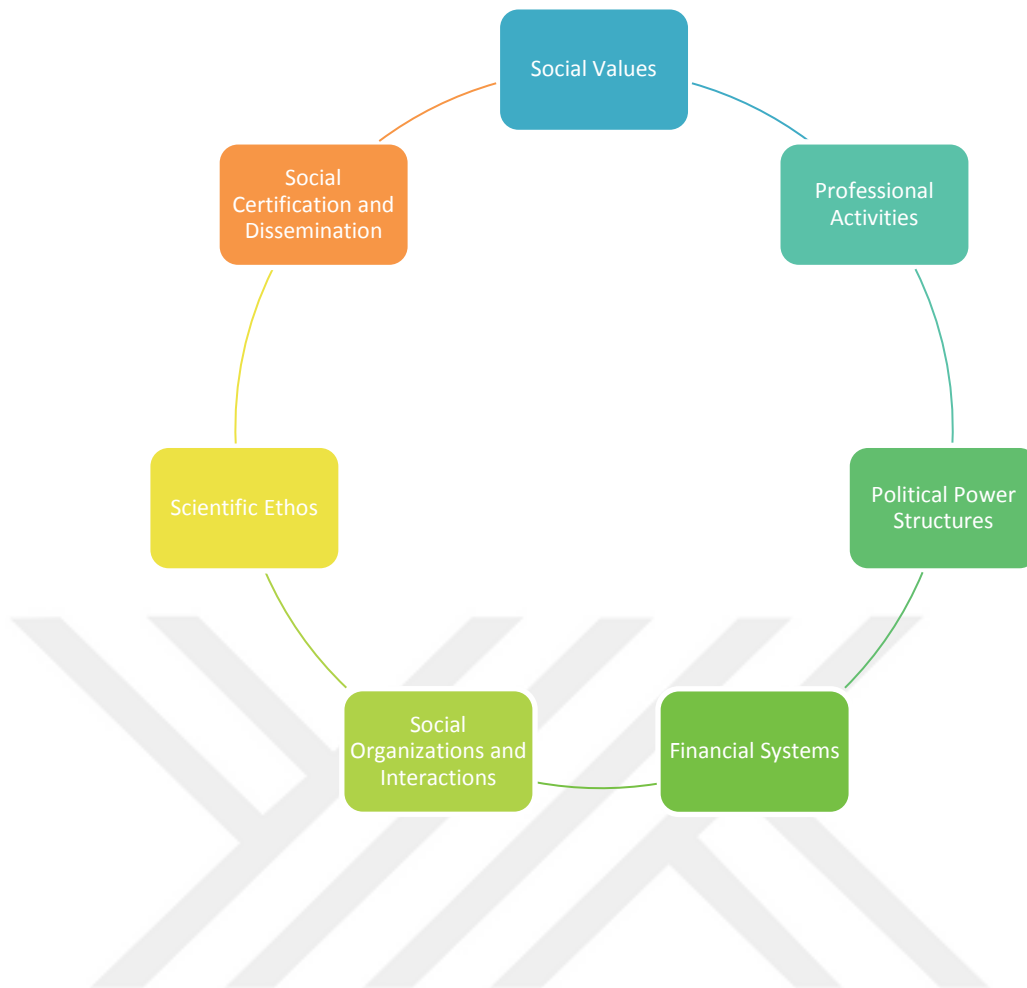 Social Values
Professional
Activities
Political Power
Structures
Financial Systems
Social
Organizations and
Interactions
Scientific Ethos
Social
Certification and
Dissemination